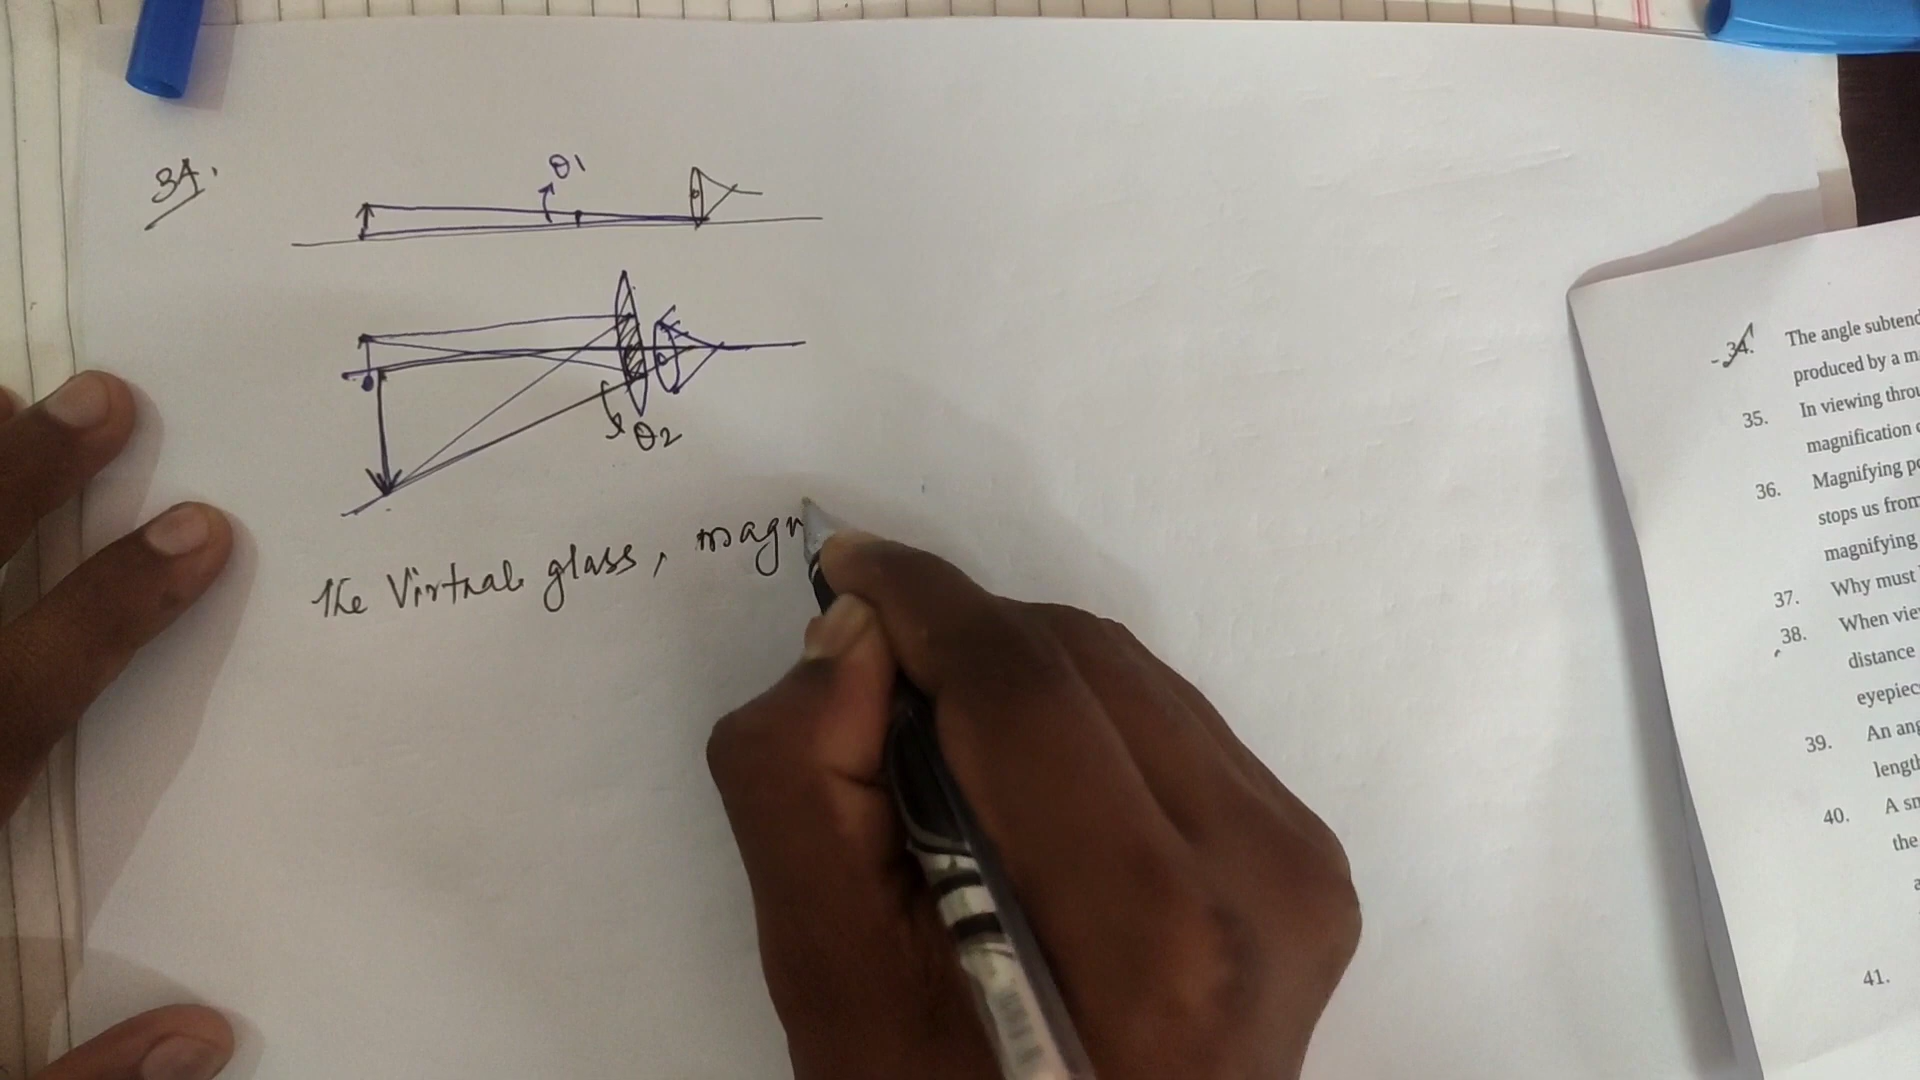 34.
θ1
θ2
The Virtual glass, magn
- 34. The angle subtend
produced by a m
35. In viewing throu
magnification
36. Magnifying po
stops us from
magnifying
37. Why must
38. When vie
distance
eyepiec
39. An ang
length
40. A sm
the
a
41.